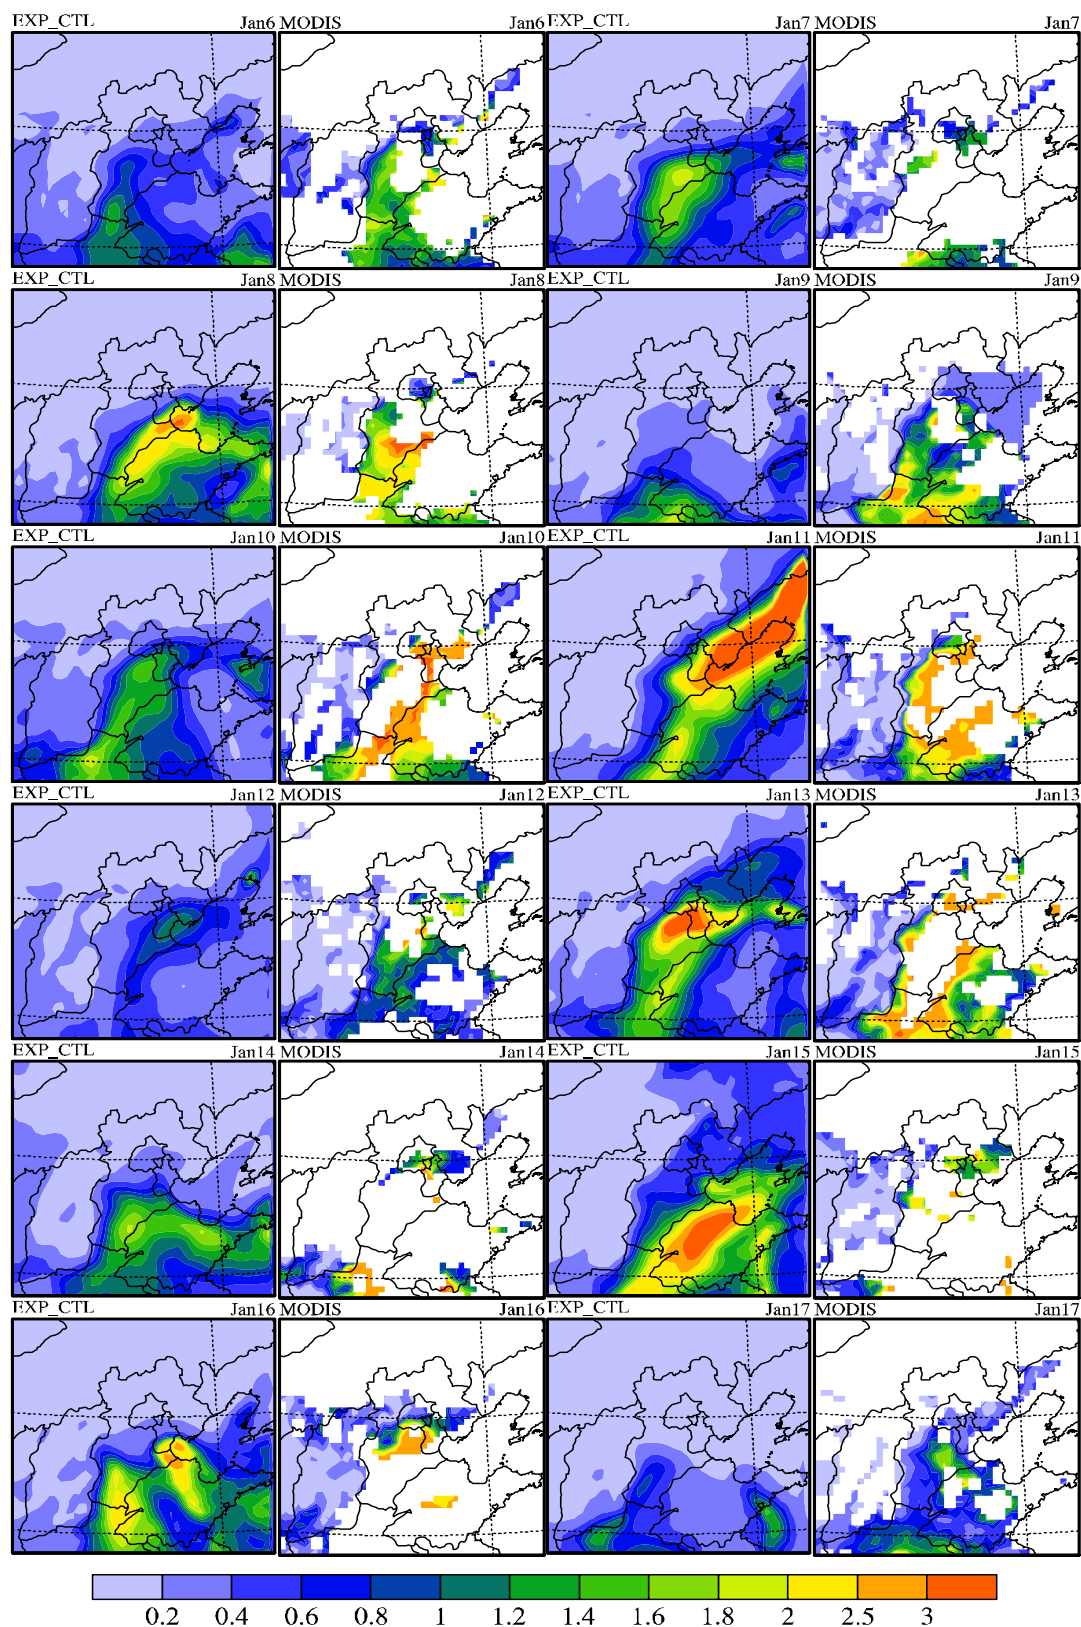 EXP_CTL Jan6 MODIS Jan6 EXP_CTL Jan7 MODIS Jan7
EXP_CTL Jan8 MODIS Jan8 EXP_CTL Jan9 MODIS Jan9
EXP_CTL Jan10 MODIS Jan10 EXP_CTL Jan11 MODIS Jan11
EXP_CTL Jan12 MODIS Jan12 EXP_CTL Jan13 MODIS Jan13
EXP_CTL Jan14 MODIS Jan14 EXP_CTL Jan15 MODIS Jan15
EXP_CTL Jan16 MODIS Jan16 EXP_CTL Jan17 MODIS Jan17
0.2 0.4 0.6 0.8 1 1.2 1.4 1.6 1.8 2 2.5 3